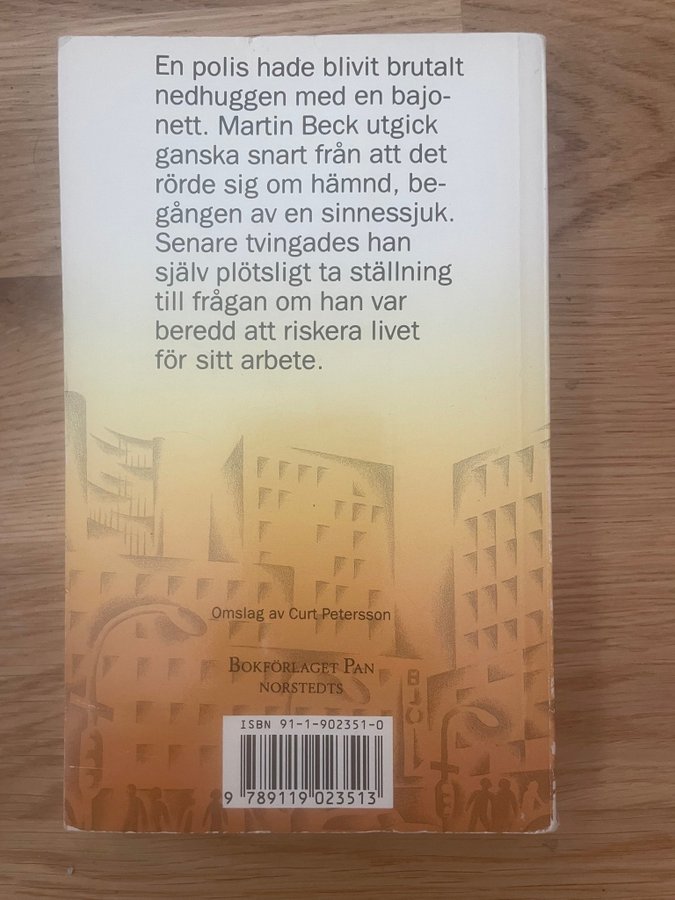 En polis hade blivit brutalt
nedhuggen med en bajo-
nett. Martin Beck utgick
ganska snart från att det
rörde sig om hämnd, be-
gången av en sinnessjuk.
Senare tvingades han
själv plötsligt ta ställning
till frågan om han var
beredd att riskera livet
för sitt arbete.
Omslag av Curt Petersson
BOKFÖRLAGET PAN
NORSTEDTS
ISBN 91-1-902351-0
9 789119 023513